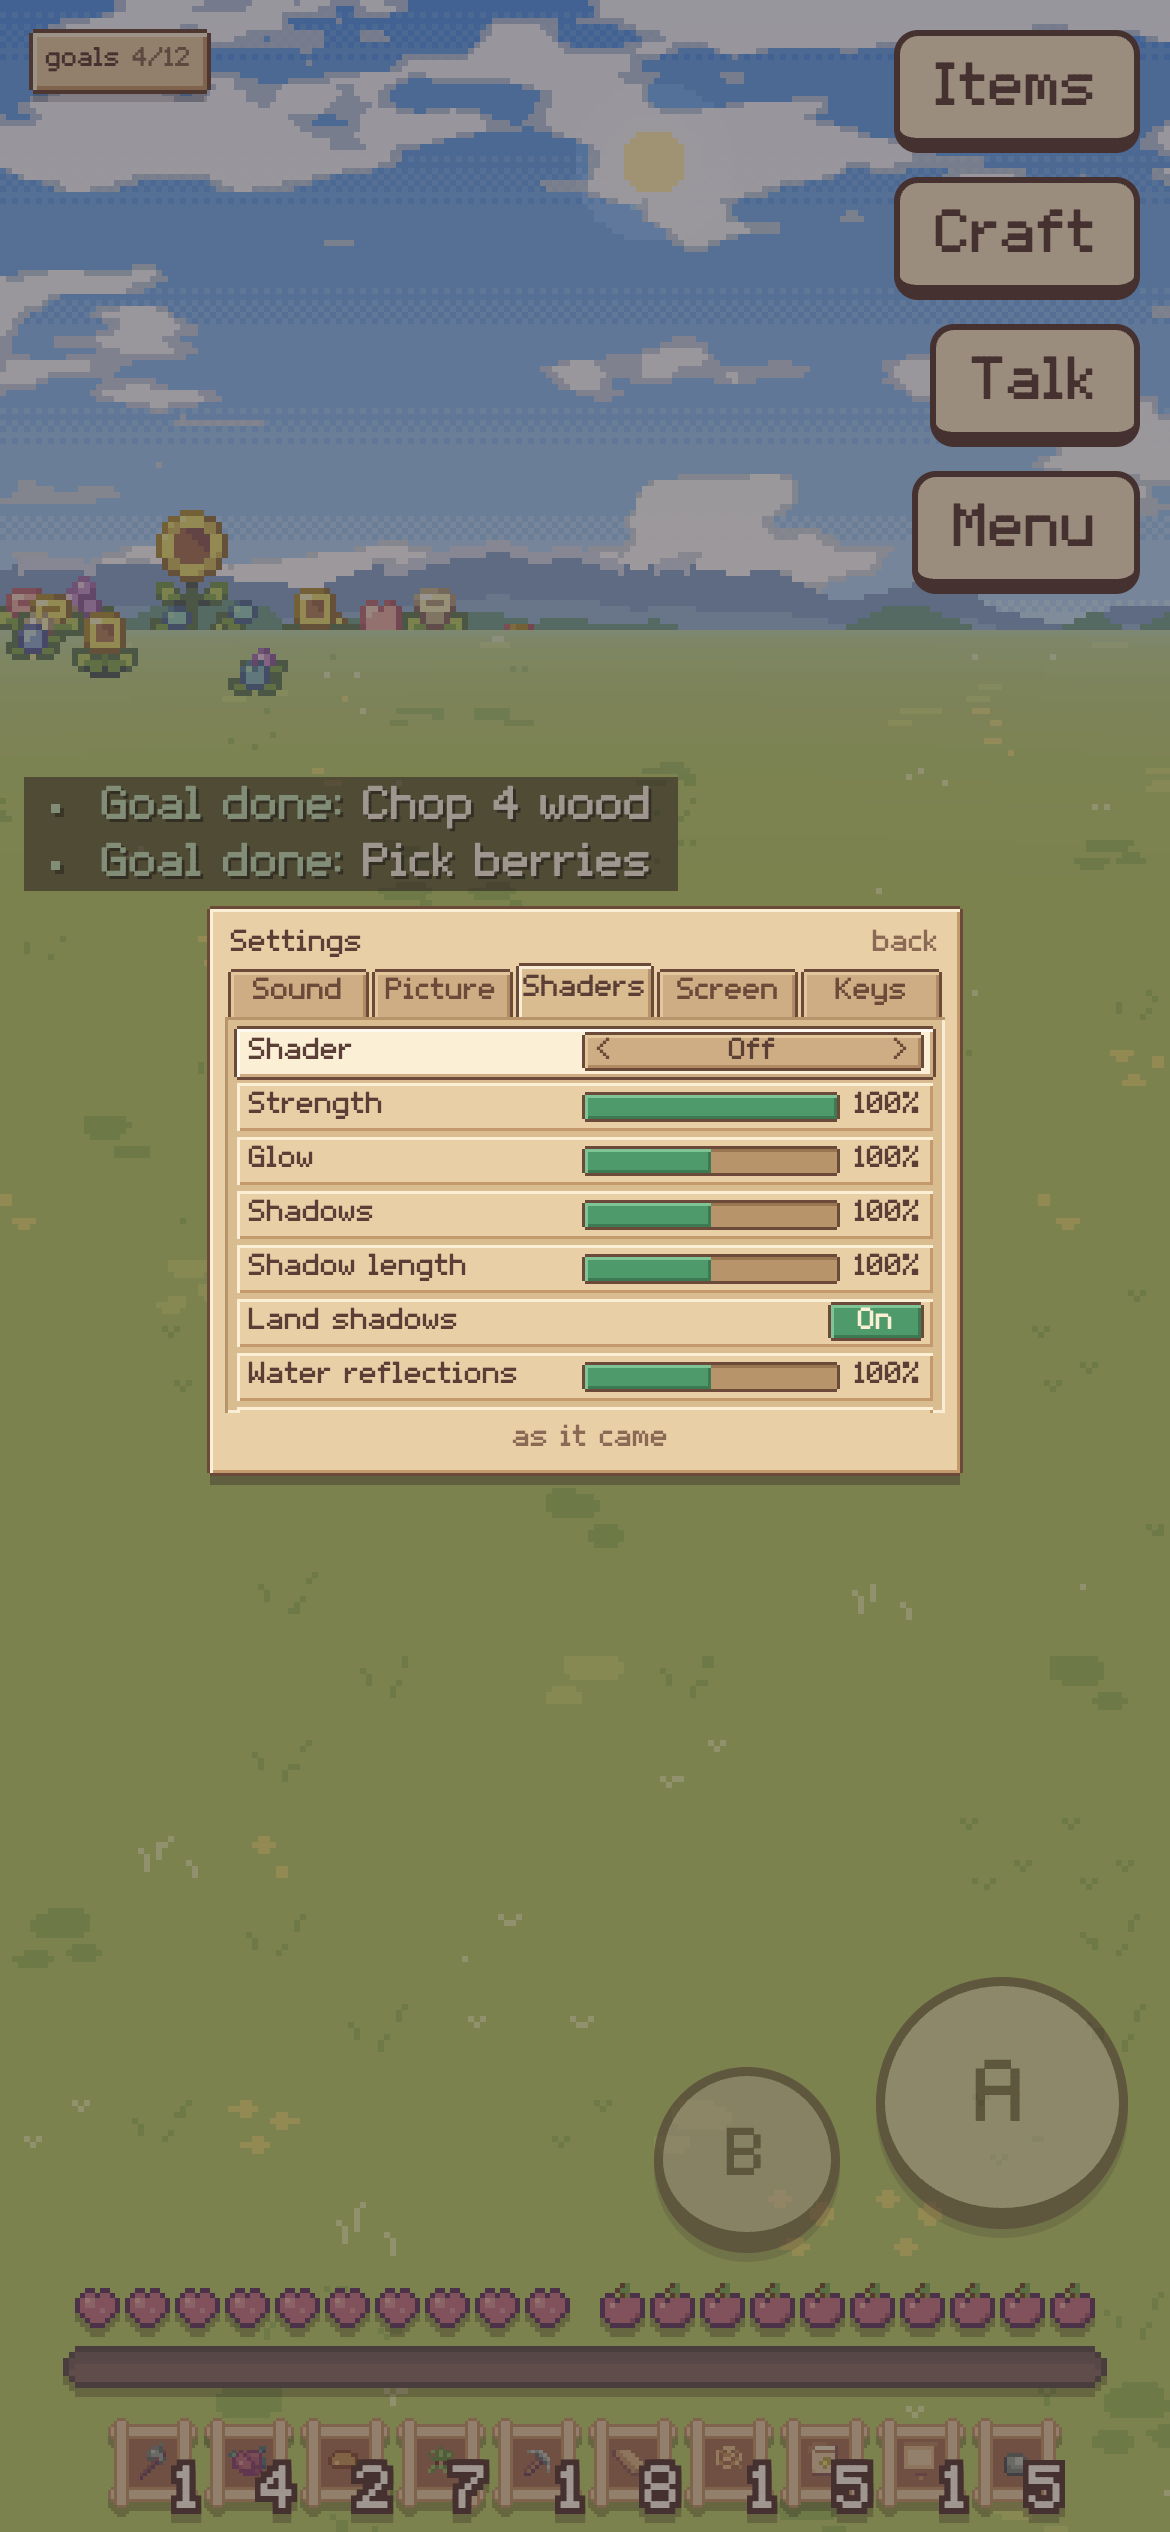 goals 4/12
Items
Craft
Talk
Menu
Goal done: Chop 4 wood
Goal done: Pick berries
Settings
back
Sound Picture Shaders Screen Keys
Shader < Off >
Strength 100%
Glow 100%
Shadows 100%
Shadow length 100%
Land shadows On
Water reflections 100%
as it came
A
B
1 4 2 7 1 8 1 5 1 5